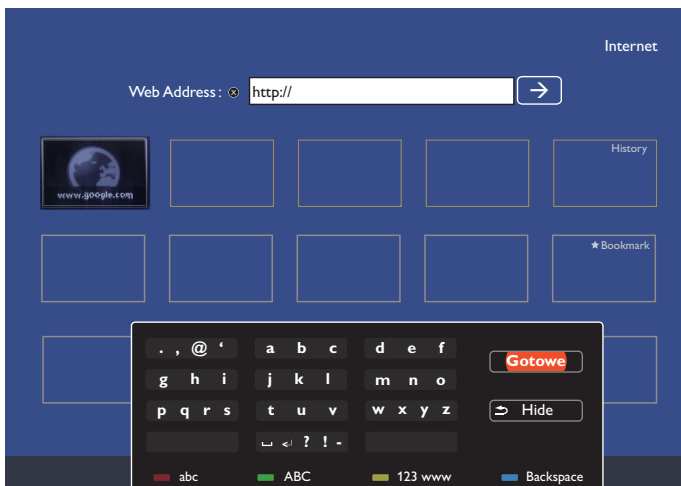 Internet
Web Address : http://
www.google.com
History
Bookmark
. , @ ‘ a b c d e f
Gotowe
g h i j k l m n o
p q r s t u v w x y z
Hide
? ! -
abc ABC 123 www Backspace